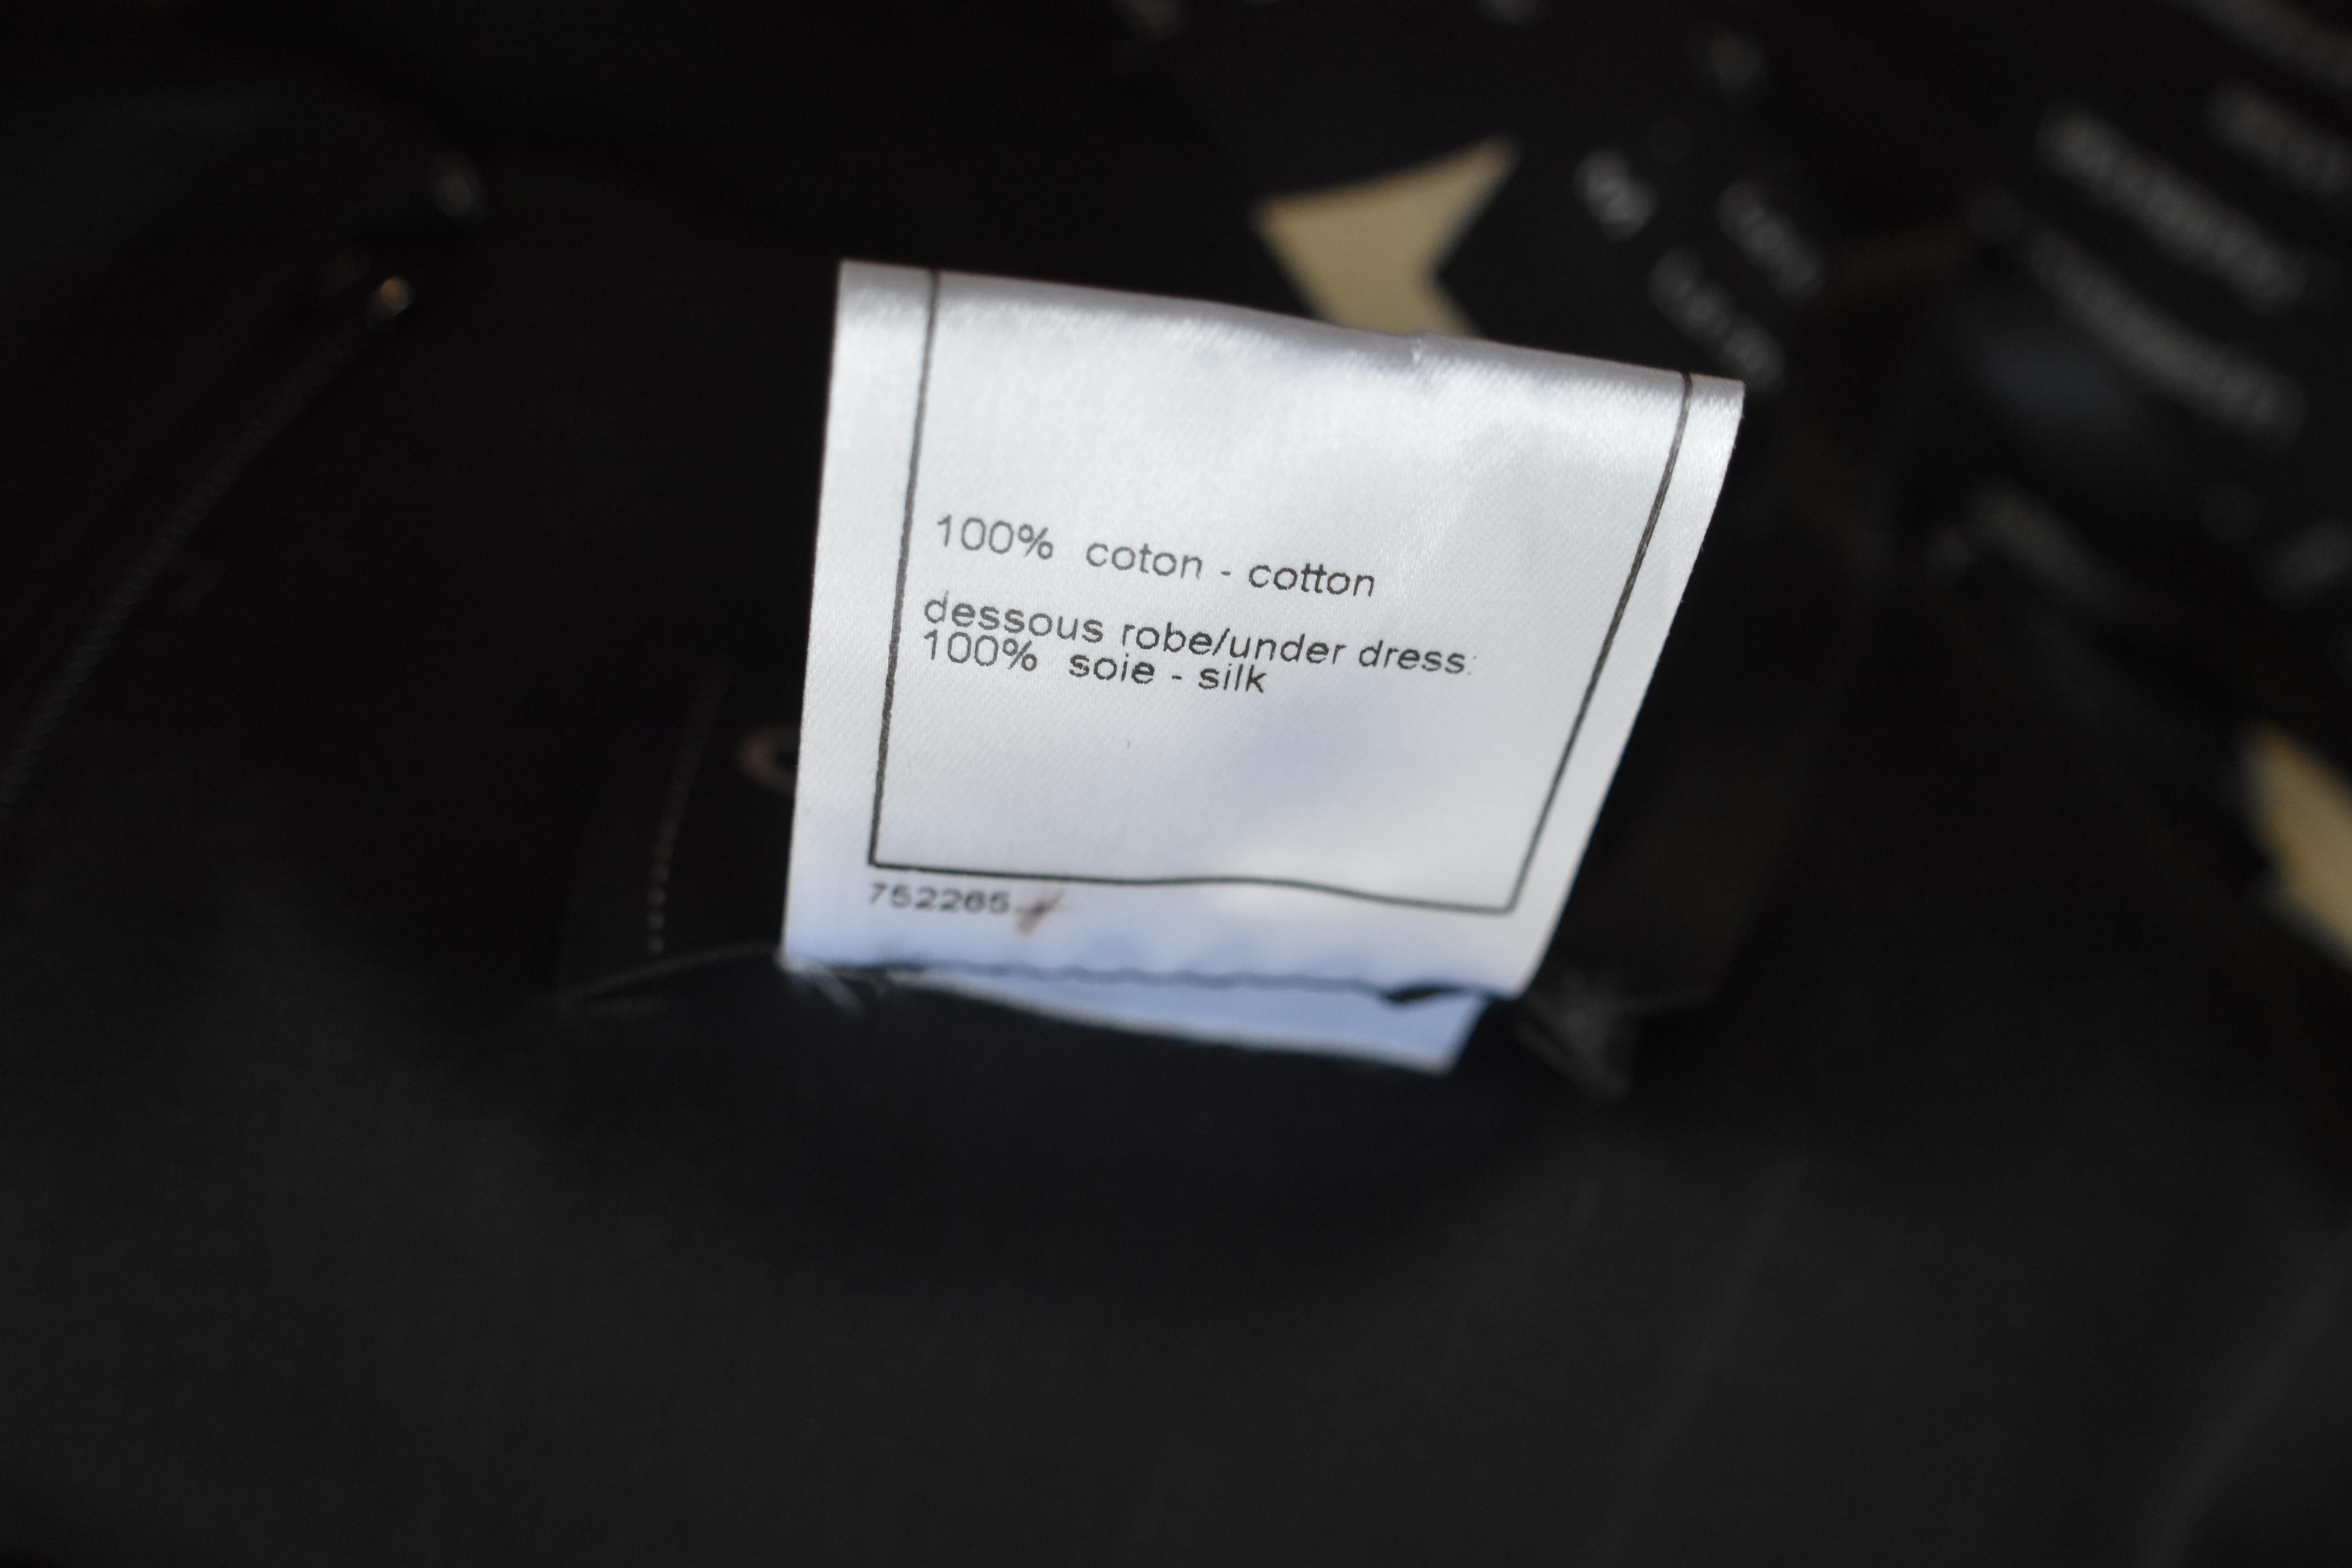 100% coton - cotton
dessous robe/under dress:
100% soie - silk
752265